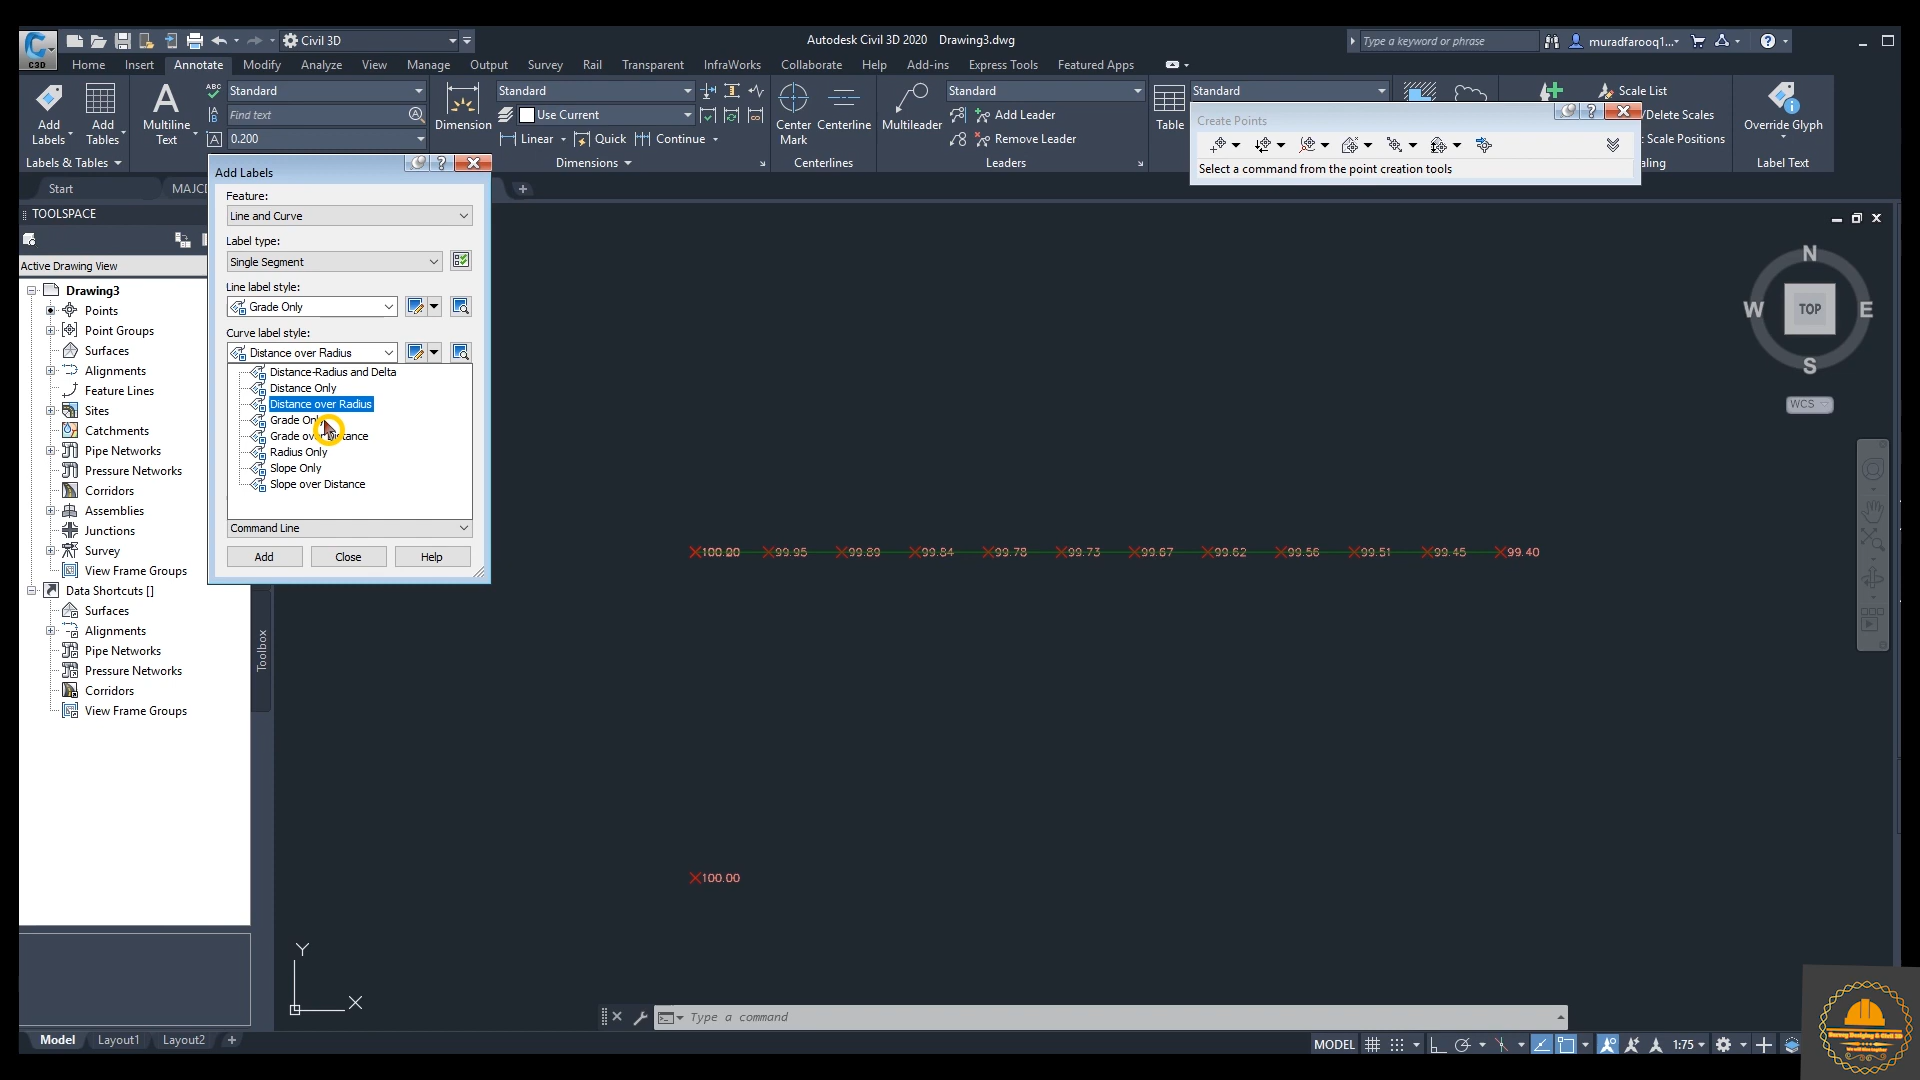 Civil 3D
Autodesk Civil 3D 2020 Drawing3.dwg
Type a keyword or phrase
muradfarooq1...
C3D
Home Insert Annotate Modify Analyze View Manage Output Survey Rail Transparent InfraWorks Collaborate Help Add-ins Express Tools Featured Apps
Add Labels
Add Tables
Labels & Tables
Multiline Text
ABC
Standard
Find text
0.200
Dimension
Standard
Use Current
Linear Quick Continue
Dimensions
Center Mark
Centerline
Centerlines
Multileader
Standard
Add Leader
Remove Leader
Leaders
Table
Standard
Scale List
/Delete Scales
Scale Positions
Override Glyph
Label Text
Create Points
Select a command from the point creation tools
Start
TOOLSPACE
Active Drawing View
Drawing3
Points
Point Groups
Surfaces
Alignments
Feature Lines
Sites
Catchments
Pipe Networks
Pressure Networks
Corridors
Assemblies
Junctions
Survey
View Frame Groups
Data Shortcuts []
Surfaces
Alignments
Pipe Networks
Pressure Networks
Corridors
View Frame Groups
Toolbox
Add Labels
Feature:
Line and Curve
Label type:
Single Segment
Line label style:
Grade Only
Curve label style:
Distance over Radius
Distance-Radius and Delta
Distance Only
Distance over Radius
Grade Only
Grade over Distance
Radius Only
Slope Only
Slope over Distance
Command Line
Add Close Help
100.00 99.95 99.89 99.84 99.78 99.73 99.67 99.62 99.56 99.51 99.45 99.40
100.00
N
W TOP E
S
WCS
Y
X
Type a command
Model Layout1 Layout2
MODEL
1:75